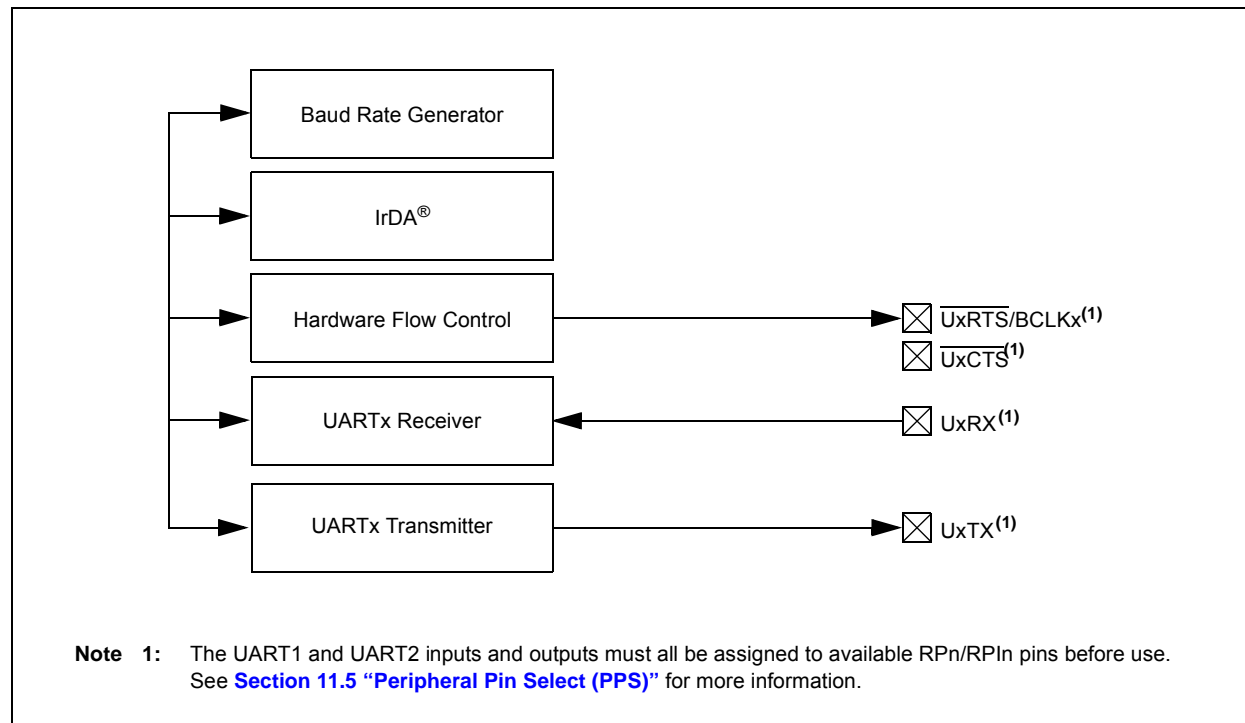 Baud Rate Generator
IrDA®
Hardware Flow Control
UxRTS/BCLKx(1)
UxCTS(1)
UARTx Receiver
UxRX(1)
UARTx Transmitter
UxTX(1)
Note 1: The UART1 and UART2 inputs and outputs must all be assigned to available RPn/RPIn pins before use.
See Section 11.5 “Peripheral Pin Select (PPS)” for more information.